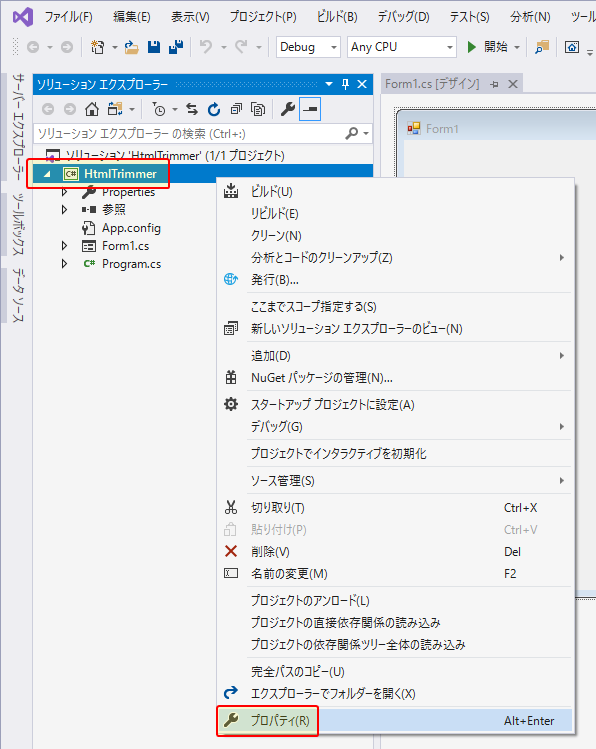 ファイル(F) 編集(E) 表示(V) プロジェクト(P) ビルド(B) デバッグ(D) テスト(S) 分析(N) ツー
Debug Any CPU 開始
サーバー エクスプローラー
ツールボックス
データ ソース
ソリューション エクスプローラー
ソリューション エクスプローラー の検索 (Ctrl+;)
ソリューション 'HtmlTrimmer' (1/1 プロジェクト)
C# HtmlTrimmer
Properties
参照
App.config
Form1.cs
C# Program.cs
Form1.cs [デザイン]
Form1
ビルド(U)
リビルド(E)
クリーン(N)
分析とコードのクリーンアップ(Z)
発行(B)...
ここまでスコープ指定する(S)
新しいソリューション エクスプローラーのビュー(N)
追加(D)
NuGet パッケージの管理(N)...
スタートアップ プロジェクトに設定(A)
デバッグ(G)
プロジェクトでインタラクティブを初期化
ソース管理(S)
切り取り(T) Ctrl+X
貼り付け(P) Ctrl+V
削除(V) Del
名前の変更(M) F2
プロジェクトのアンロード(L)
プロジェクトの直接依存関係の読み込み
プロジェクトの依存関係ツリー全体の読み込み
完全パスのコピー(U)
エクスプローラーでフォルダーを開く(X)
プロパティ(R) Alt+Enter